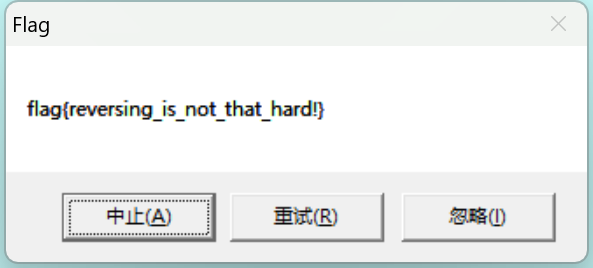 Flag
flag{reversing_is_not_that_hard!}
中止(A) 重试(R) 忽略(I)